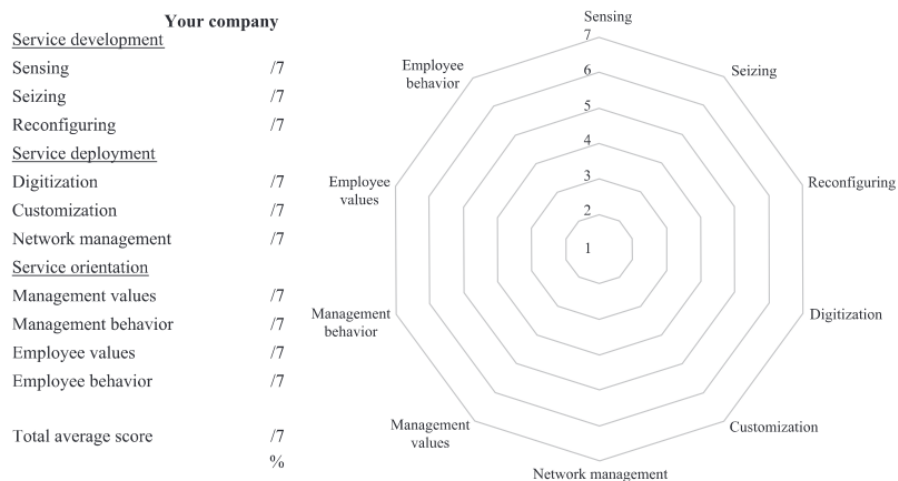 Your company
Service development
Sensing /7
Seizing /7
Reconfiguring /7
Service deployment
Digitization /7
Customization /7
Network management /7
Service orientation
Management values /7
Management behavior /7
Employee values /7
Employee behavior /7
Total average score /7
%
Sensing
Seizing
Reconfiguring
Digitization
Customization
Network management
Management
values
Management
behavior
Employee
values
Employee
behavior
7
6
5
4
3
2
1